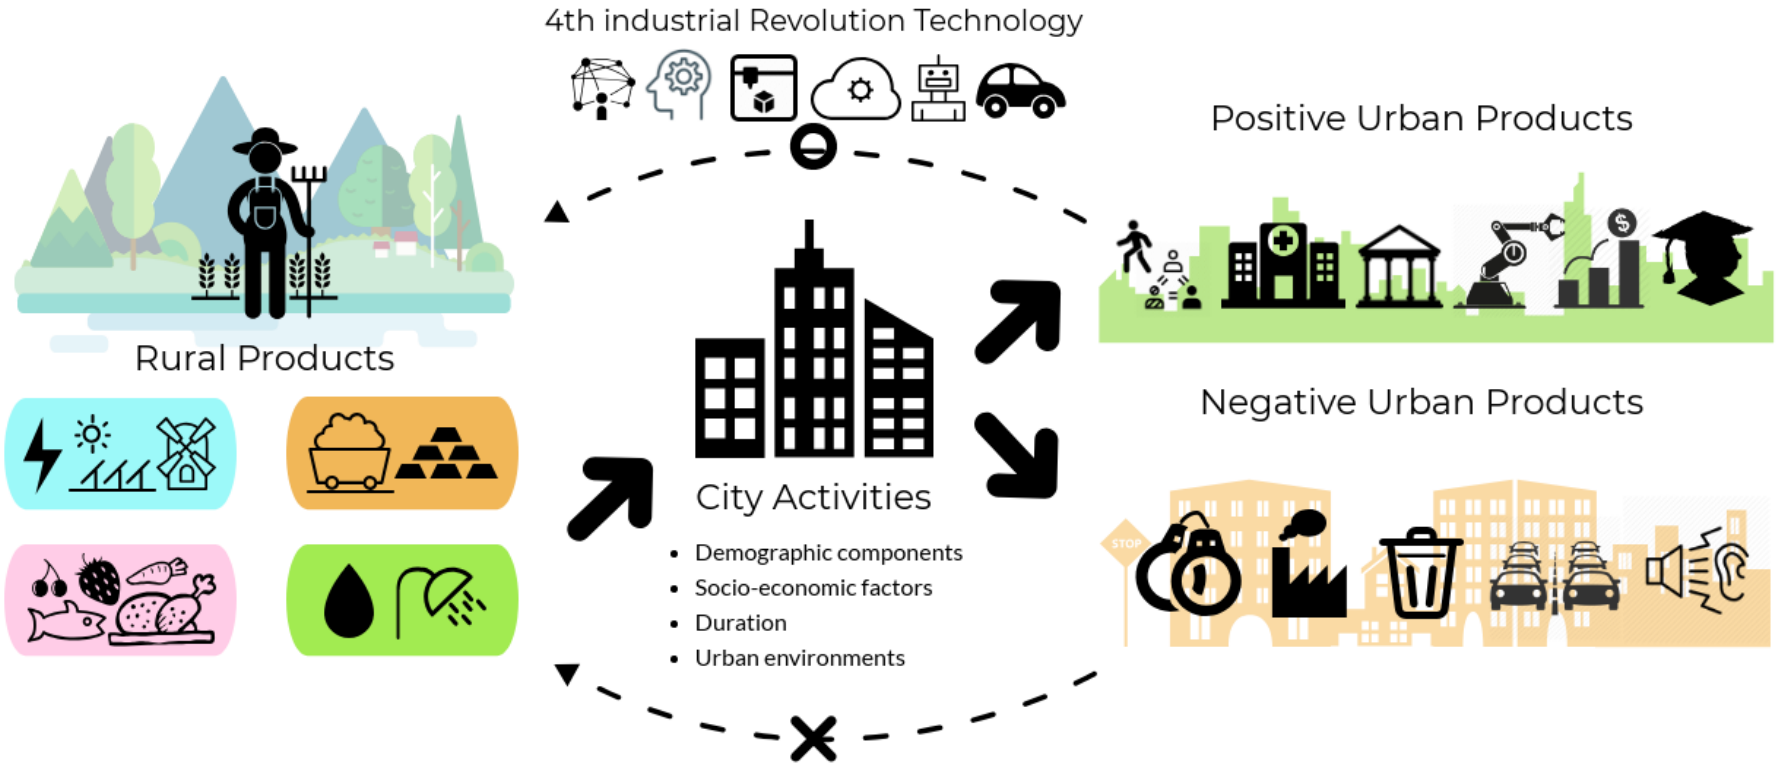 4th industrial Revolution Technology
Rural Products
City Activities
• Demographic components
• Socio-economic factors
• Duration
• Urban environments
Positive Urban Products
$
Negative Urban Products
STOP